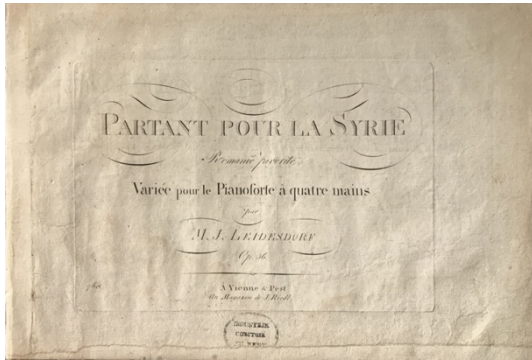 PARTANT POUR LA SYRIE
Romance favorite
Variée pour le Pianoforte à quatre mains
par
M. J. LEIDESDORF
Op. 36
A Vienne & Pest
Au Magasin de J. Riedl